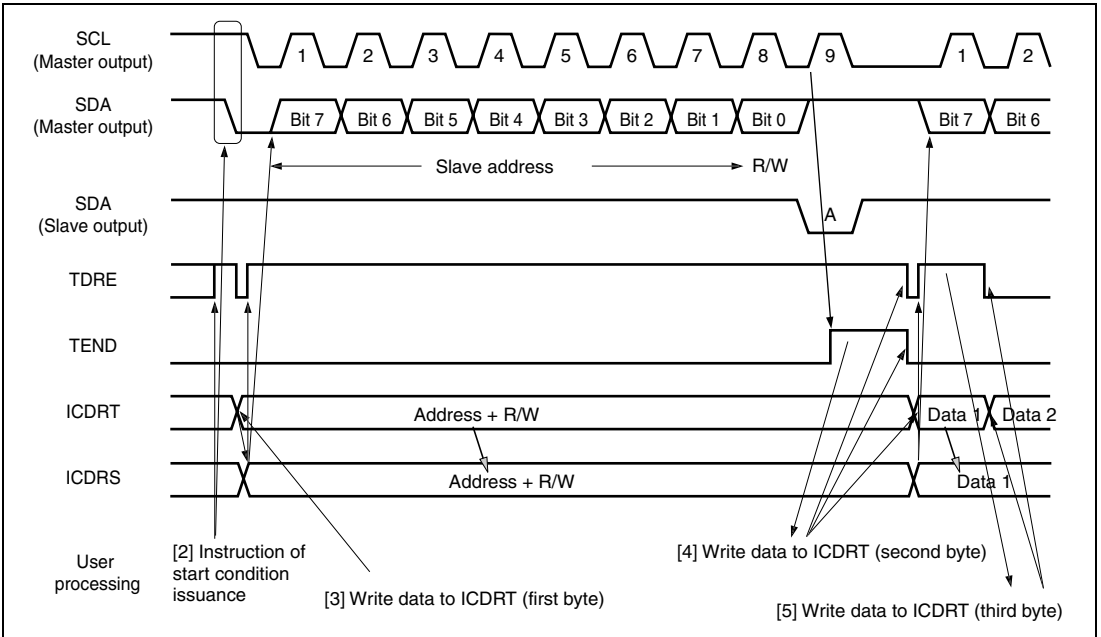 SCL
(Master output)
1 2 3 4 5 6 7 8 9 1 2
SDA
(Master output)
Bit 7 Bit 6 Bit 5 Bit 4 Bit 3 Bit 2 Bit 1 Bit 0 Bit 7 Bit 6
Slave address R/W
SDA
(Slave output)
A
TDRE
TEND
ICDRT
Address + R/W Data 1 Data 2
ICDRS
Address + R/W Data 1
User
processing
[2] Instruction of
start condition
issuance
[3] Write data to ICDRT (first byte)
[4] Write data to ICDRT (second byte)
[5] Write data to ICDRT (third byte)